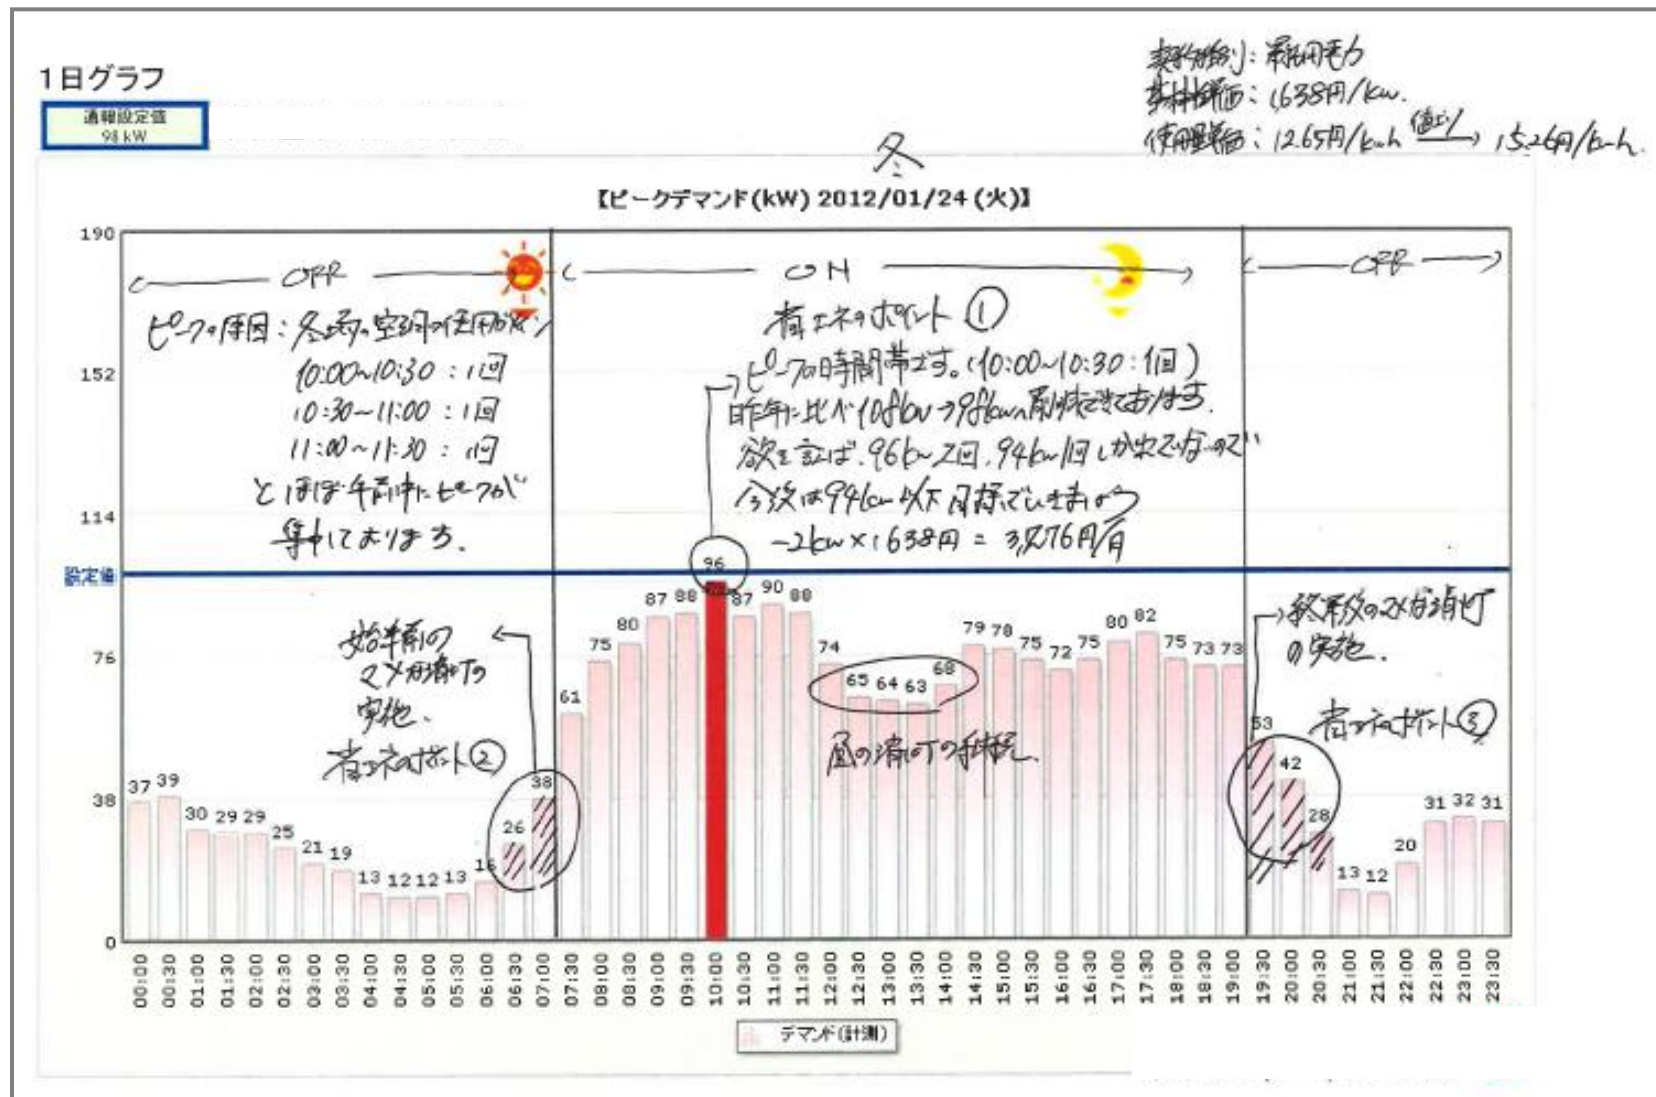 1日グラフ
通報設定値
98 kW
契約種別：業務用電力
基本料単価：1,638円/kw.
使用量単価：12.65円/kwh 値上り→ 15.26円/kwh.
冬
【ピークデマンド(kW) 2012/01/24 (火)】
190
152
114
設定値
76
38
0
OFF
ON
OFF
ピークの原因：冬場の空調の使用が
10:00~10:30：1回
10:30~11:00：1回
11:00~11:30：1回
とほぼ午前中にピークが
集中しております.
省エネのポイント①
ピークの時間帯です。(10:00~10:30：1回)
昨年に比べ108kw→98kwへ削減できております.
欲を言えば、96kw 2回、94kw 1回しか出ていないので
今後は94kw以下目標でいきましょう
-2kw×1638円 = 3,276円/月
始業前の
マメな消灯の
実施.
省エネのポイント②
昼の消灯の継続.
終業後のマメな消灯
の実施.
省エネのポイント③
37 39 30 29 29 25 21 19 13 12 12 13 16 26 38 61 75 80 87 88 96 87 90 88 74 65 64 63 68 79 78 75 72 75 80 82 75 73 73 53 42 28 13 12 20 31 32 31
00:00 00:30 01:00 01:30 02:00 02:30 03:00 03:30 04:00 04:30 05:00 05:30 06:00 06:30 07:00 07:30 08:00 08:30 09:00 09:30 10:00 10:30 11:00 11:30 12:00 12:30 13:00 13:30 14:00 14:30 15:00 15:30 16:00 16:30 17:00 17:30 18:00 18:30 19:00 19:30 20:00 20:30 21:00 21:30 22:00 22:30 23:00 23:30
デマンド(計測)